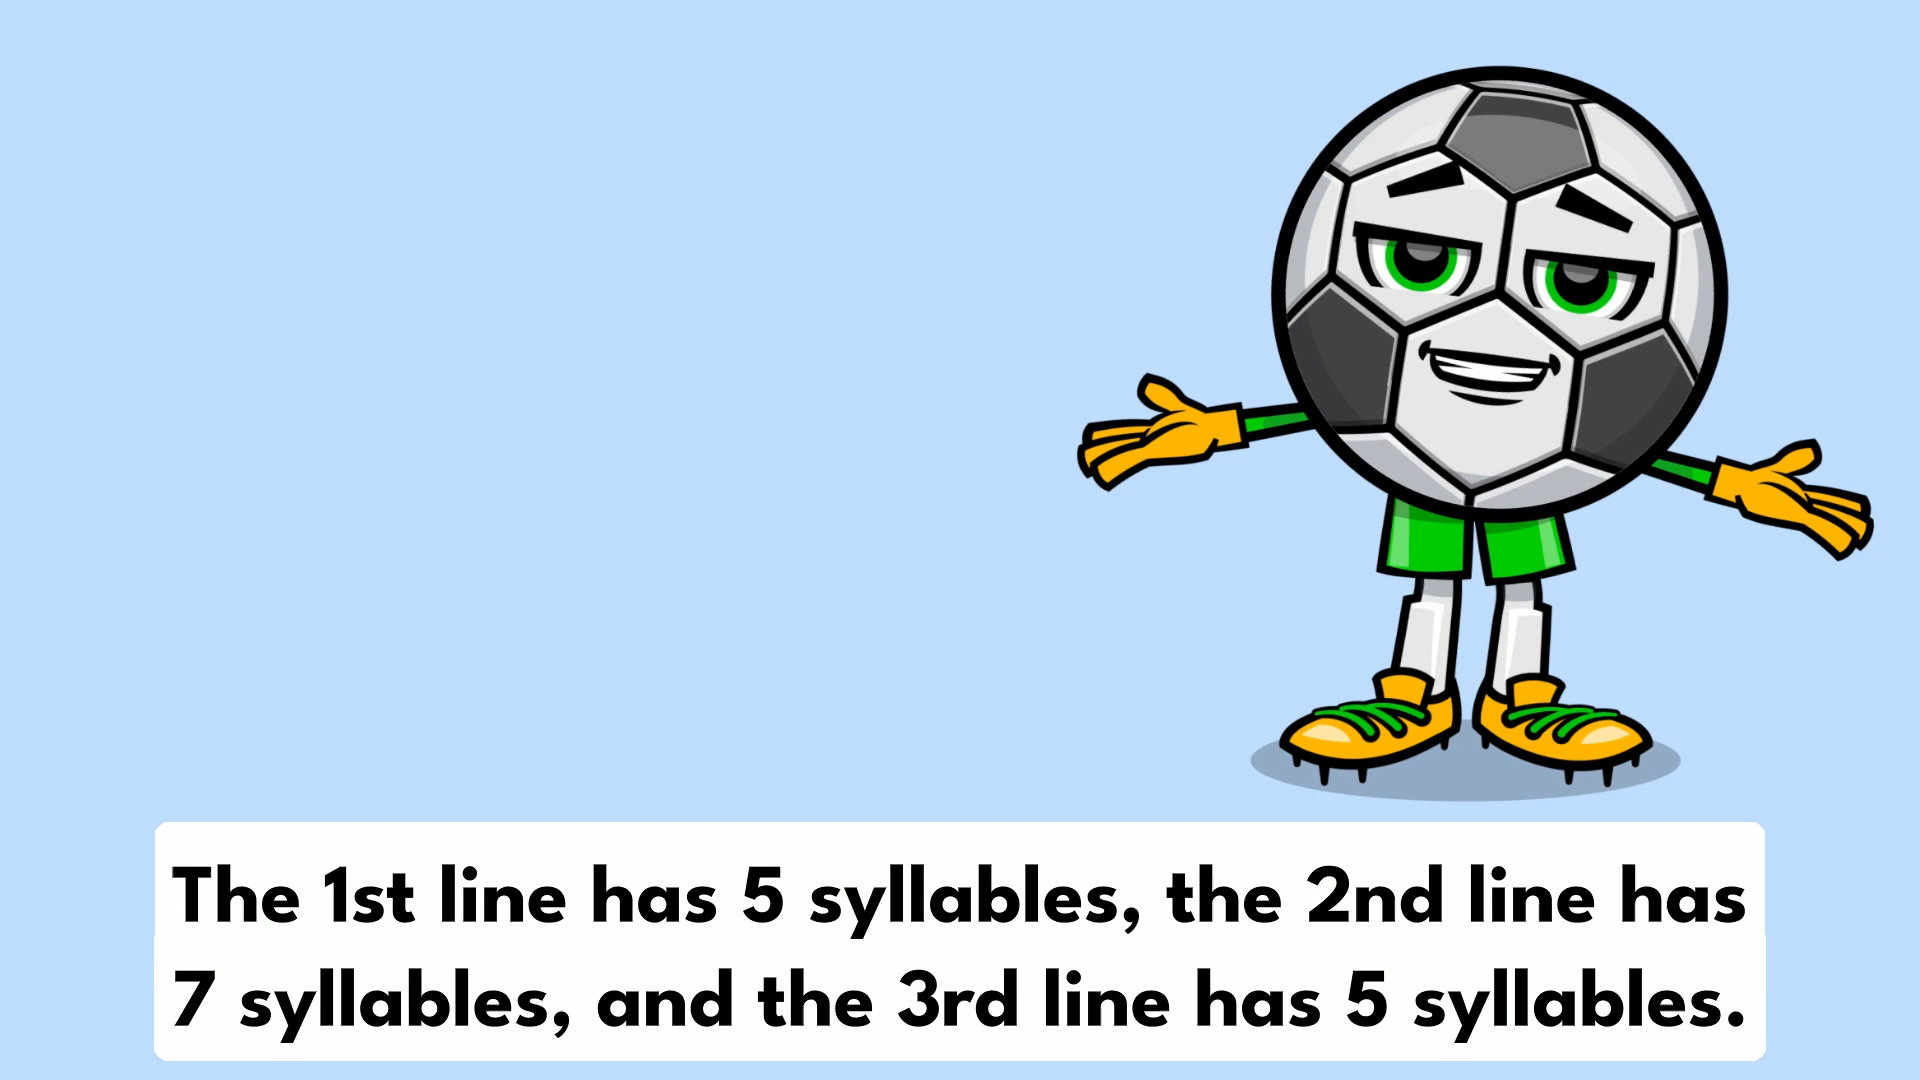 The 1st line has 5 syllables, the 2nd line has
7 syllables, and the 3rd line has 5 syllables.